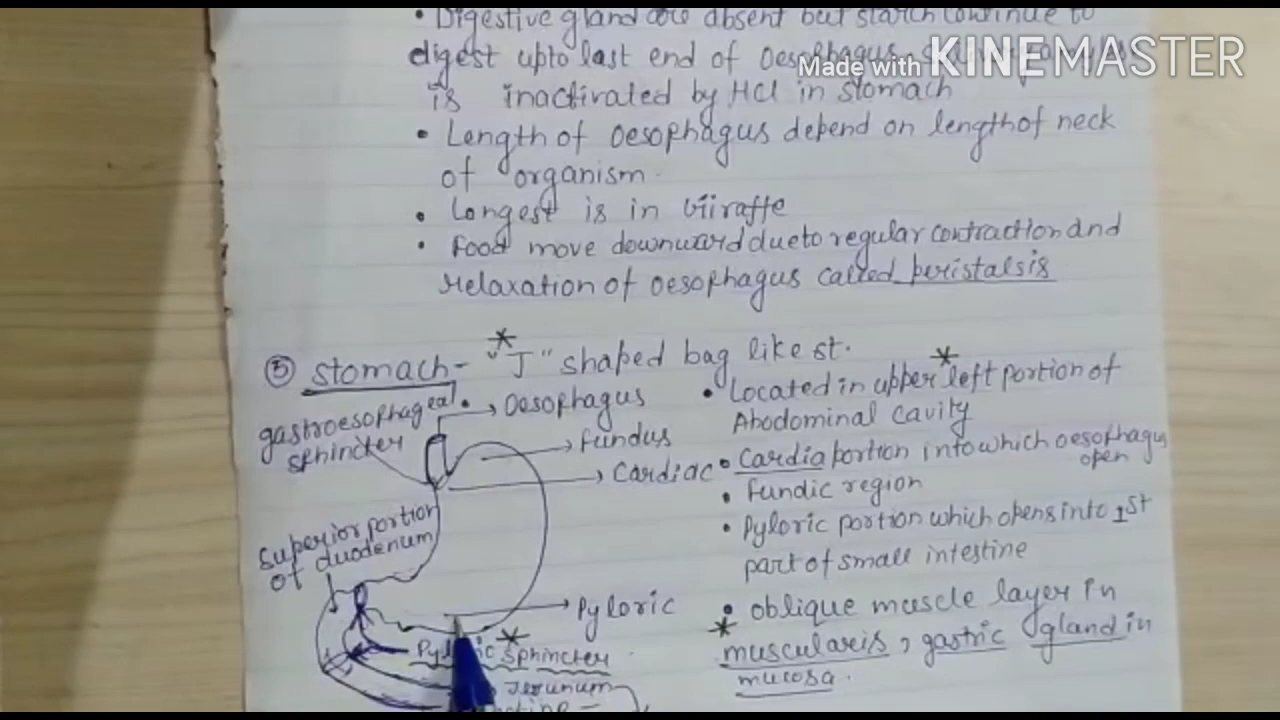 • Digestive gland are absent but starch continue to
digest upto last end of oesophagus,
Made with KINEMASTER
is inactivated by HCl in stomach
• Length of oesophagus depend on length of neck
of organism.
• Longest is in Giraffe
• Food move downward due to regular contraction and
relaxation of oesophagus called peristalsis
⑤ stomach - "J" shaped bag like st.
gastroesophageal
sphincter
Oesophagus
Fundus
Cardiac
Superior portion
of duodenum
Pyloric
Pyloric sphincter
Jejunum
• Located in upper left portion of
Abodominal cavity
• Cardia portion into which oesophagus
open
• Fundic region
• Pyloric portion which opens into 1st
part of small intestine
• oblique muscle layer in
muscularis, gastric gland in
mucosa.